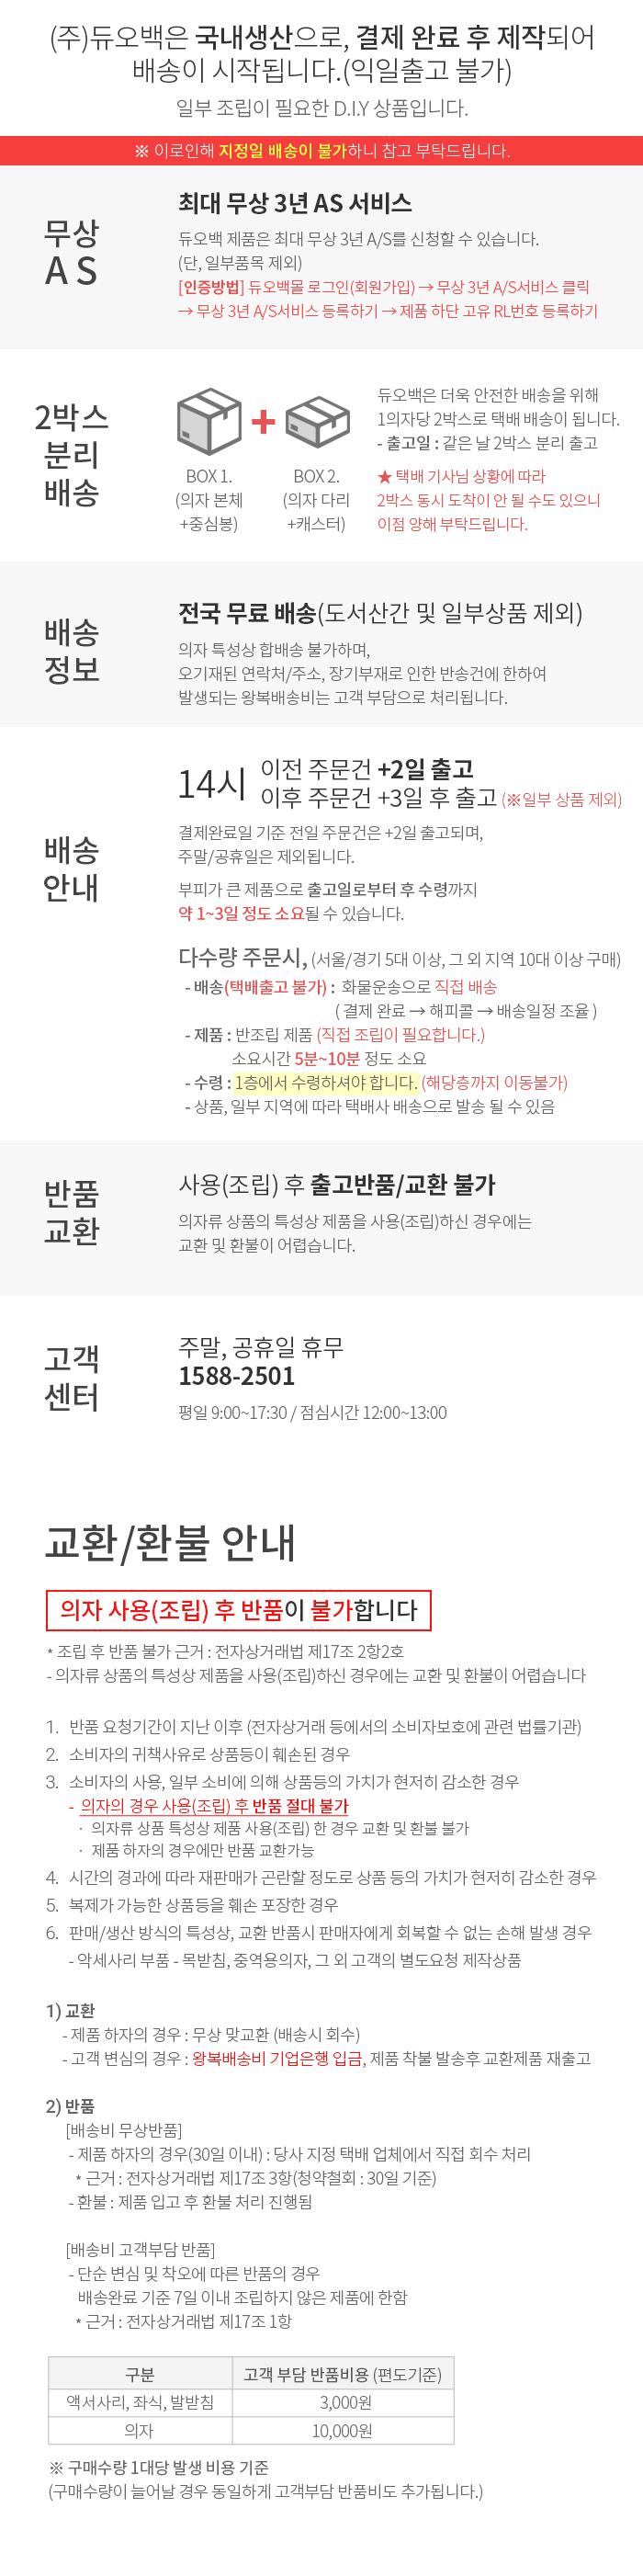 (주)듀오백은 국내생산으로, 결제 완료 후 제작되어
배송이 시작됩니다.(익일출고 불가)
일부 조립이 필요한 D.I.Y 상품입니다.
※ 이로인해 지정일 배송이 불가하니 참고 부탁드립니다.
무상
A S
최대 무상 3년 AS 서비스
듀오백 제품은 최대 무상 3년 A/S를 신청할 수 있습니다.
(단, 일부품목 제외)
[인증방법] 듀오백몰 로그인(회원가입) → 무상 3년 A/S서비스 클릭
→ 무상 3년 A/S서비스 등록하기 → 제품 하단 고유 RL번호 등록하기
2박스
분리
배송
BOX 1.
(의자 본체
+중심봉)
+
BOX 2.
(의자 다리
+캐스터)
듀오백은 더욱 안전한 배송을 위해
1의자당 2박스로 택배 배송이 됩니다.
- 출고일 : 같은 날 2박스 분리 출고
★ 택배 기사님 상황에 따라
2박스 동시 도착이 안 될 수도 있으니
이점 양해 부탁드립니다.
배송
정보
전국 무료 배송(도서산간 및 일부상품 제외)
의자 특성상 합배송 불가하며,
오기재된 연락처/주소, 장기부재로 인한 반송건에 한하여
발생되는 왕복배송비는 고객 부담으로 처리됩니다.
배송
안내
14시
이전 주문건 +2일 출고
이후 주문건 +3일 후 출고 (※일부 상품 제외)
결제완료일 기준 전일 주문건은 +2일 출고되며,
주말/공휴일은 제외됩니다.
부피가 큰 제품으로 출고일로부터 후 수령까지
약 1~3일 정도 소요될 수 있습니다.
다수량 주문시, (서울/경기 5대 이상, 그 외 지역 10대 이상 구매)
- 배송(택배출고 불가) : 화물운송으로 직접 배송
( 결제 완료 → 해피콜 → 배송일정 조율 )
- 제품 : 반조립 제품 (직접 조립이 필요합니다.)
소요시간 5분~10분 정도 소요
- 수령 : 1층에서 수령하셔야 합니다. (해당층까지 이동불가)
- 상품, 일부 지역에 따라 택배사 배송으로 발송 될 수 있음
반품
교환
사용(조립) 후 출고반품/교환 불가
의자류 상품의 특성상 제품을 사용(조립)하신 경우에는
교환 및 환불이 어렵습니다.
고객
센터
주말, 공휴일 휴무
1588-2501
평일 9:00~17:30 / 점심시간 12:00~13:00
교환/환불 안내
의자 사용(조립) 후 반품이 불가합니다
* 조립 후 반품 불가 근거 : 전자상거래법 제17조 2항2호
- 의자류 상품의 특성상 제품을 사용(조립)하신 경우에는 교환 및 환불이 어렵습니다
1. 반품 요청기간이 지난 이후 (전자상거래 등에서의 소비자보호에 관련 법률기관)
2. 소비자의 귀책사유로 상품등이 훼손된 경우
3. 소비자의 사용, 일부 소비에 의해 상품등의 가치가 현저히 감소한 경우
- 의자의 경우 사용(조립) 후 반품 절대 불가
· 의자류 상품 특성상 제품 사용(조립) 한 경우 교환 및 환불 불가
· 제품 하자의 경우에만 반품 교환가능
4. 시간의 경과에 따라 재판매가 곤란할 정도로 상품 등의 가치가 현저히 감소한 경우
5. 복제가 가능한 상품등을 훼손 포장한 경우
6. 판매/생산 방식의 특성상, 교환 반품시 판매자에게 회복할 수 없는 손해 발생 경우
- 악세사리 부품 - 목받침, 중역용의자, 그 외 고객의 별도요청 제작상품
1) 교환
- 제품 하자의 경우 : 무상 맞교환 (배송시 회수)
- 고객 변심의 경우 : 왕복배송비 기업은행 입금, 제품 착불 발송후 교환제품 재출고
2) 반품
[배송비 무상반품]
- 제품 하자의 경우(30일 이내) : 당사 지정 택배 업체에서 직접 회수 처리
* 근거 : 전자상거래법 제17조 3항(청약철회 : 30일 기준)
- 환불 : 제품 입고 후 환불 처리 진행됨
[배송비 고객부담 반품]
- 단순 변심 및 착오에 따른 반품의 경우
배송완료 기준 7일 이내 조립하지 않은 제품에 한함
* 근거 : 전자상거래법 제17조 1항
구분 고객 부담 반품비용 (편도기준)
액서사리, 좌식, 발받침 3,000원
의자 10,000원
※ 구매수량 1대당 발생 비용 기준
(구매수량이 늘어날 경우 동일하게 고객부담 반품비도 추가됩니다.)